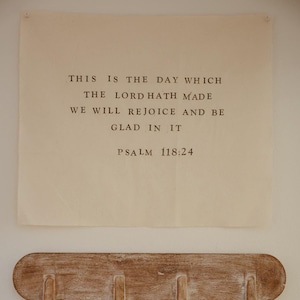 THIS IS THE DAY WHICH
THE LORD HATH MADE
WE WILL REJOICE AND BE
GLAD IN IT
PSALM 118:24